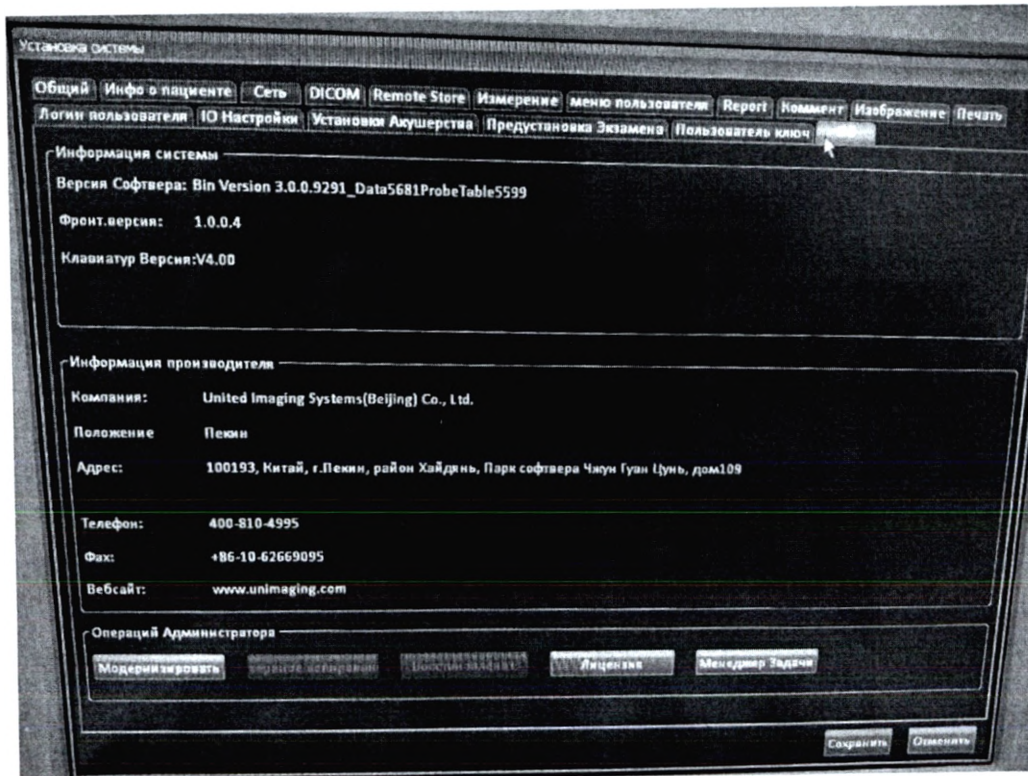 Установка системы
Общий Инфо о пациенте Сеть DICOM Remote Store Измерение меню пользователя Report Коммент Изображение Печать
Логин пользователя IO Настройки Установки Акушерства Предустановка Экзамена Пользователь ключ
Информация системы
Версия Софтвера: Bin Version 3.0.0.9291_Data5681ProbeTable5599
Фронт.версия: 1.0.0.4
Клавиатур Версия:V4.00
Информация производителя
Компания: United Imaging Systems(Beijing) Co., Ltd.
Положение Пекин
Адрес: 100193, Китай, г.Пекин, район Хайдянь, Парк софтвера Чжун Гуан Цунь, дом109
Телефон: 400-810-4995
Фах: +86-10-62669095
Вебсайт: www.unimaging.com
Операций Администратора
Модернизировать Лицензия Менеджер Задачи
Сохранить Отменить